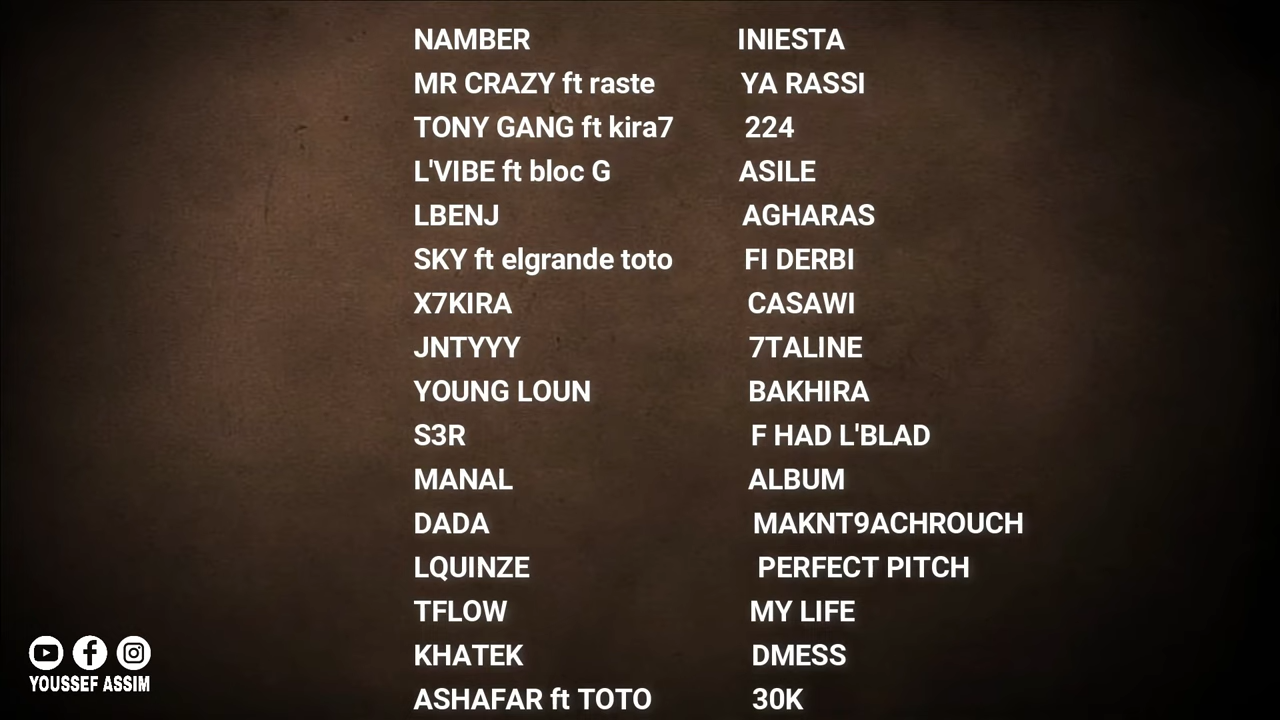 NAMBER INIESTA
MR CRAZY ft raste YA RASSI
TONY GANG ft kira7 224
L'VIBE ft bloc G ASILE
LBENJ AGHARAS
SKY ft elgrande toto FI DERBI
X7KIRA CASAWI
JNTYYY 7TALINE
YOUNG LOUN BAKHIRA
S3R F HAD L'BLAD
MANAL ALBUM
DADA MAKNT9ACHROUCH
LQUINZE PERFECT PITCH
TFLOW MY LIFE
KHATEK DMESS
ASHAFAR ft TOTO 30K
YOUSSEF ASSIM